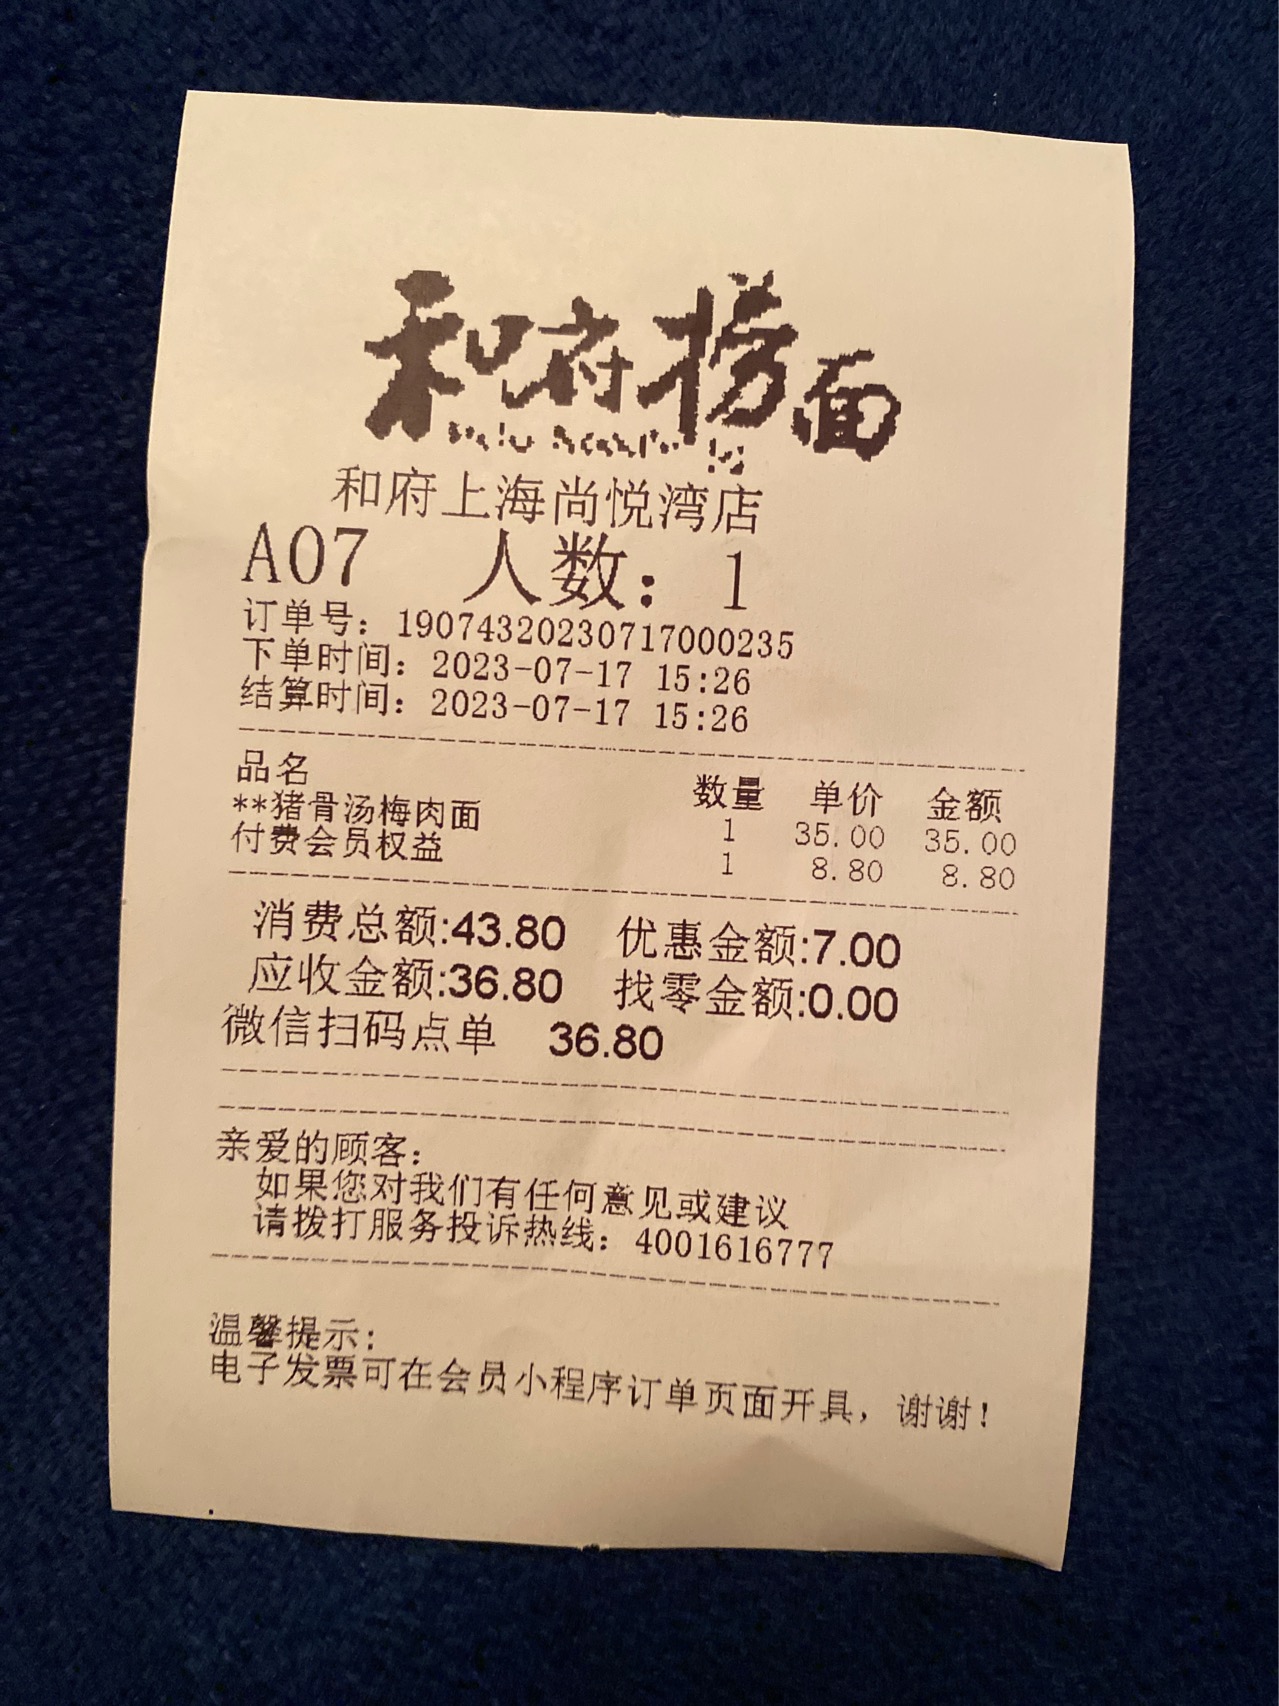 和府捞面
和府上海尚悦湾店
A07 人数：1
订单号：19074320230717000235
下单时间：2023-07-17 15:26
结算时间：2023-07-17 15:26
品名 数量 单价 金额
**猪骨汤梅肉面 1 35.00 35.00
付费会员权益 1 8.80 8.80
消费总额:43.80 优惠金额:7.00
应收金额:36.80 找零金额:0.00
微信扫码点单 36.80
亲爱的顾客：
如果您对我们有任何意见或建议
请拨打服务投诉热线：4001616777
温馨提示：
电子发票可在会员小程序订单页面开具，谢谢！